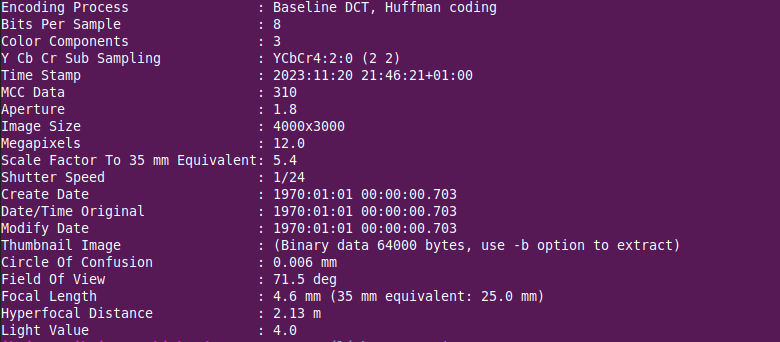 Encoding Process : Baseline DCT, Huffman coding
Bits Per Sample : 8
Color Components : 3
Y Cb Cr Sub Sampling : YCbCr4:2:0 (2 2)
Time Stamp : 2023:11:20 21:46:21+01:00
MCC Data : 310
Aperture : 1.8
Image Size : 4000x3000
Megapixels : 12.0
Scale Factor To 35 mm Equivalent: 5.4
Shutter Speed : 1/24
Create Date : 1970:01:01 00:00:00.703
Date/Time Original : 1970:01:01 00:00:00.703
Modify Date : 1970:01:01 00:00:00.703
Thumbnail Image : (Binary data 64000 bytes, use -b option to extract)
Circle Of Confusion : 0.006 mm
Field Of View : 71.5 deg
Focal Length : 4.6 mm (35 mm equivalent: 25.0 mm)
Hyperfocal Distance : 2.13 m
Light Value : 4.0